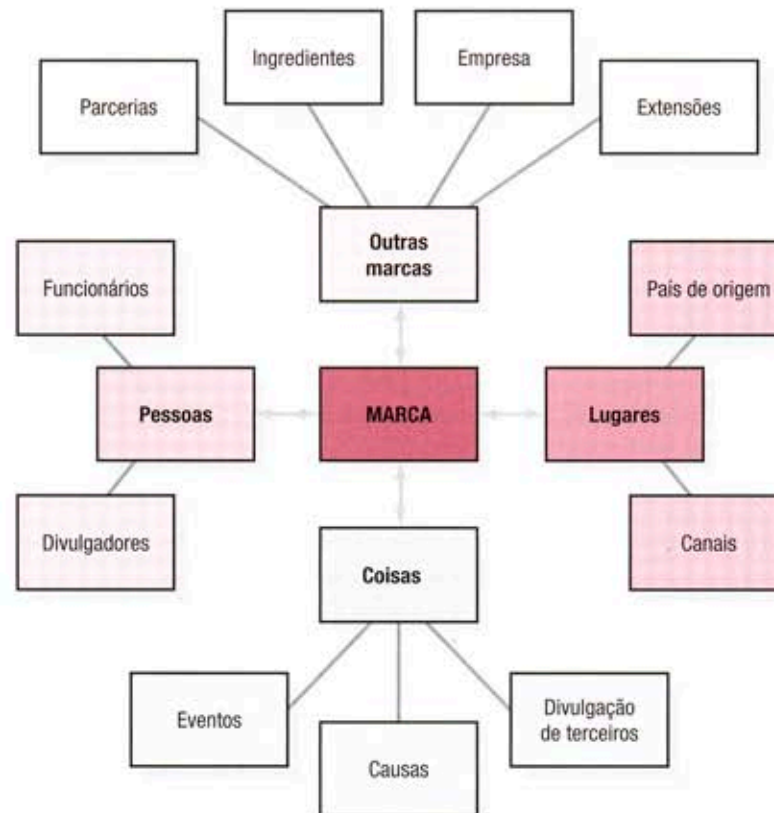 Ingredientes
Empresa
Parcerias
Extensões
Outras
marcas
Funcionários
País de origem
Pessoas
MARCA
Lugares
Divulgadores
Canais
Coisas
Eventos
Divulgação
de terceiros
Causas